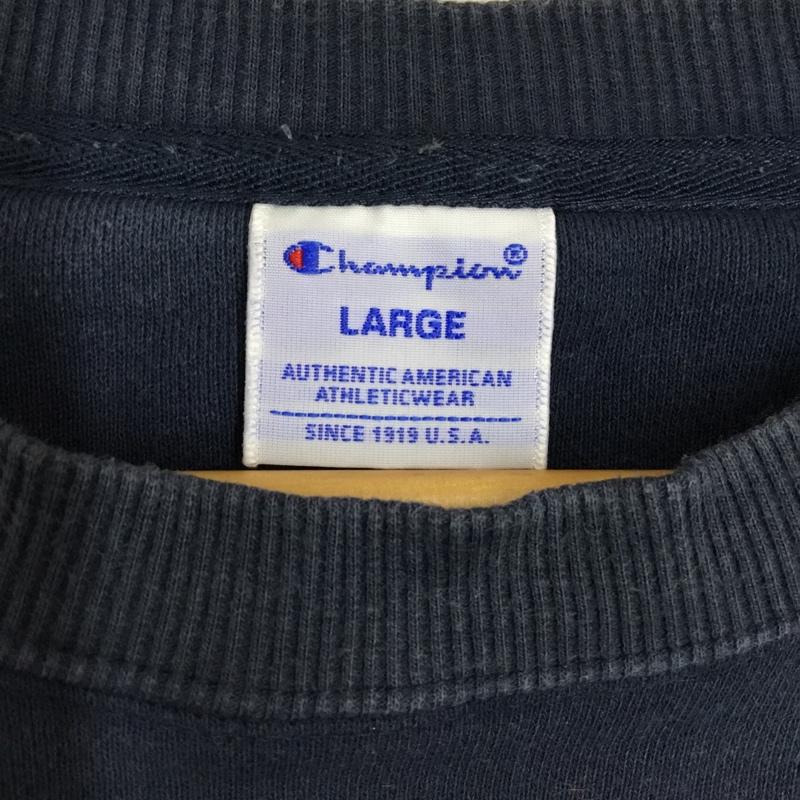 Champion®
LARGE
AUTHENTIC AMERICAN
ATHLETICWEAR
SINCE 1919 U.S.A.